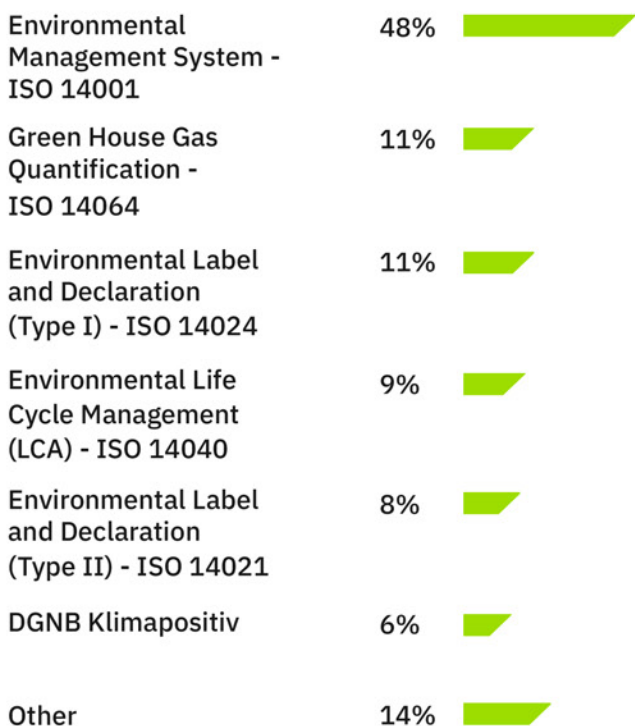 Environmental
Management System -
ISO 14001
48%
Green House Gas
Quantification -
ISO 14064
11%
Environmental Label
and Declaration
(Type I) - ISO 14024
11%
Environmental Life
Cycle Management
(LCA) - ISO 14040
9%
Environmental Label
and Declaration
(Type II) - ISO 14021
8%
DGNB Klimapositiv
6%
Other
14%